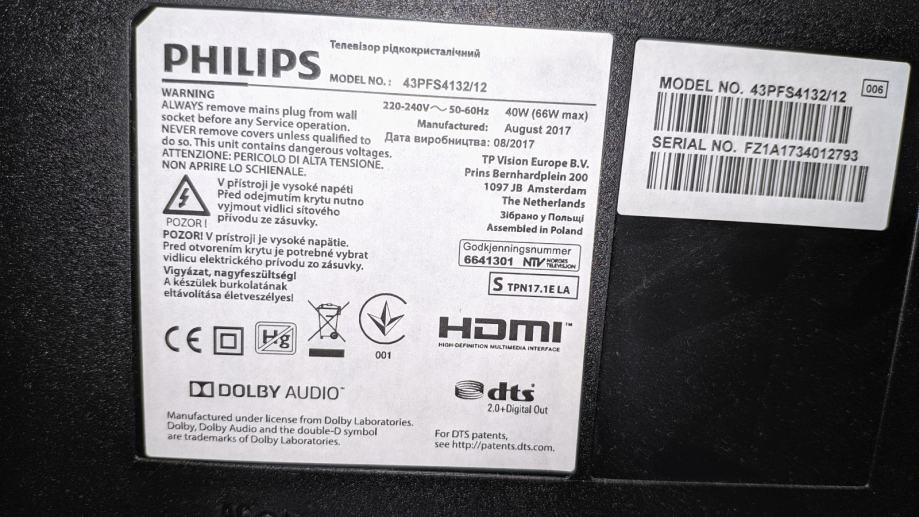 Телевізор рідкокристалічний
PHILIPS
MODEL NO.: 43PFS4132/12
WARNING
ALWAYS remove mains plug from wall
socket before any Service operation.
NEVER remove covers unless qualified to
do so. This unit contains dangerous voltages.
ATTENZIONE: PERICOLO DI ALTA TENSIONE.
NON APRIRE LO SCHIENALE.
POZOR !
V přístroji je vysoké napětí
Před odejmutím krytu nutno
vyjmout vidlici síťového
přívodu ze zásuvky.
POZOR! V prístroji je vysoké napätie.
Pred otvorením krytu je potrebné vybrat
vidlicu elektrického prívodu zo zásuvky.
Vigyázat, nagyfeszültség!
A készülek burkolatának
eltávolítása életveszélyes!
220-240V～ 50-60Hz 40W (66W max)
Manufactured: August 2017
Дата виробництва: 08/2017
TP Vision Europe B.V.
Prins Bernhardplein 200
1097 JB Amsterdam
The Netherlands
Зібрано у Польщі
Assembled in Poland
Godkjenningsnummer
6641301 NTV NORGES TELEVISJON
S TPN17.1E LA
CE Hg
001
HDMI™
HIGH-DEFINITION MULTIMEDIA INTERFACE
DOLBY AUDIO™
dts
2.0+Digital Out
Manufactured under license from Dolby Laboratories.
Dolby, Dolby Audio and the double-D symbol
are trademarks of Dolby Laboratories.
For DTS patents,
see http://patents.dts.com.
MODEL NO. 43PFS4132/12 006
SERIAL NO. FZ1A1734012793